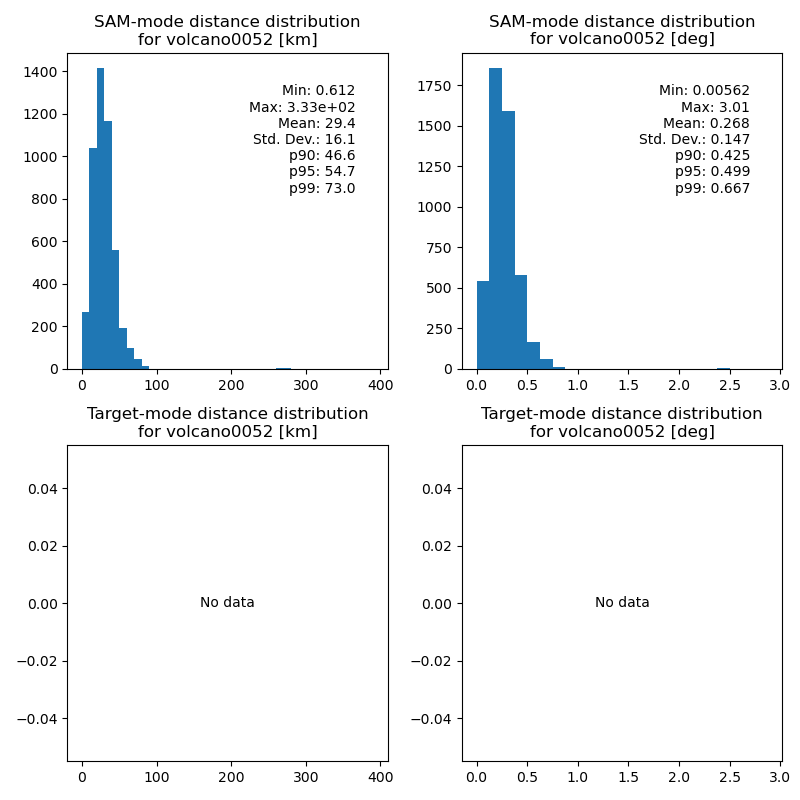 SAM-mode distance distribution
for volcano0052 [km]
1400
1200
1000
800
600
400
200
0
Min: 0.612
Max: 3.33e+02
Mean: 29.4
Std. Dev.: 16.1
p90: 46.6
p95: 54.7
p99: 73.0
0 100 200 300 400
SAM-mode distance distribution
for volcano0052 [deg]
1750
1500
1250
1000
750
500
250
0
Min: 0.00562
Max: 3.01
Mean: 0.268
Std. Dev.: 0.147
p90: 0.425
p95: 0.499
p99: 0.667
0.0 0.5 1.0 1.5 2.0 2.5 3.0
Target-mode distance distribution
for volcano0052 [km]
0.04
0.02
0.00
−0.02
−0.04
No data
0 100 200 300 400
Target-mode distance distribution
for volcano0052 [deg]
0.04
0.02
0.00
−0.02
−0.04
No data
0.0 0.5 1.0 1.5 2.0 2.5 3.0